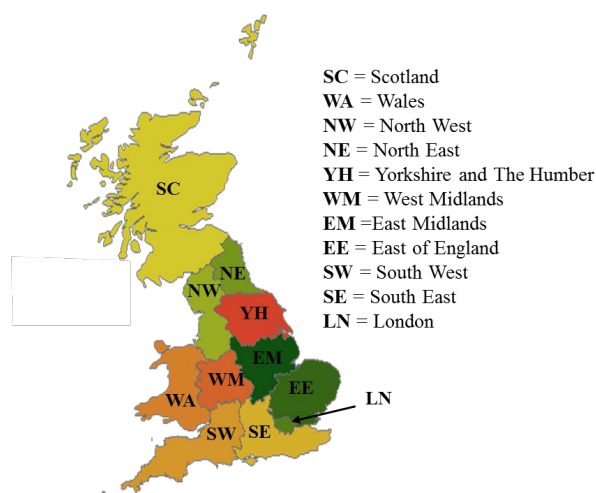 SC = Scotland
WA = Wales
NW = North West
NE = North East
YH = Yorkshire and The Humber
WM = West Midlands
EM =East Midlands
EE = East of England
SW = South West
SE = South East
LN = London
SC
NE
NW
YH
EM
WM
EE
WA
LN
SW
SE